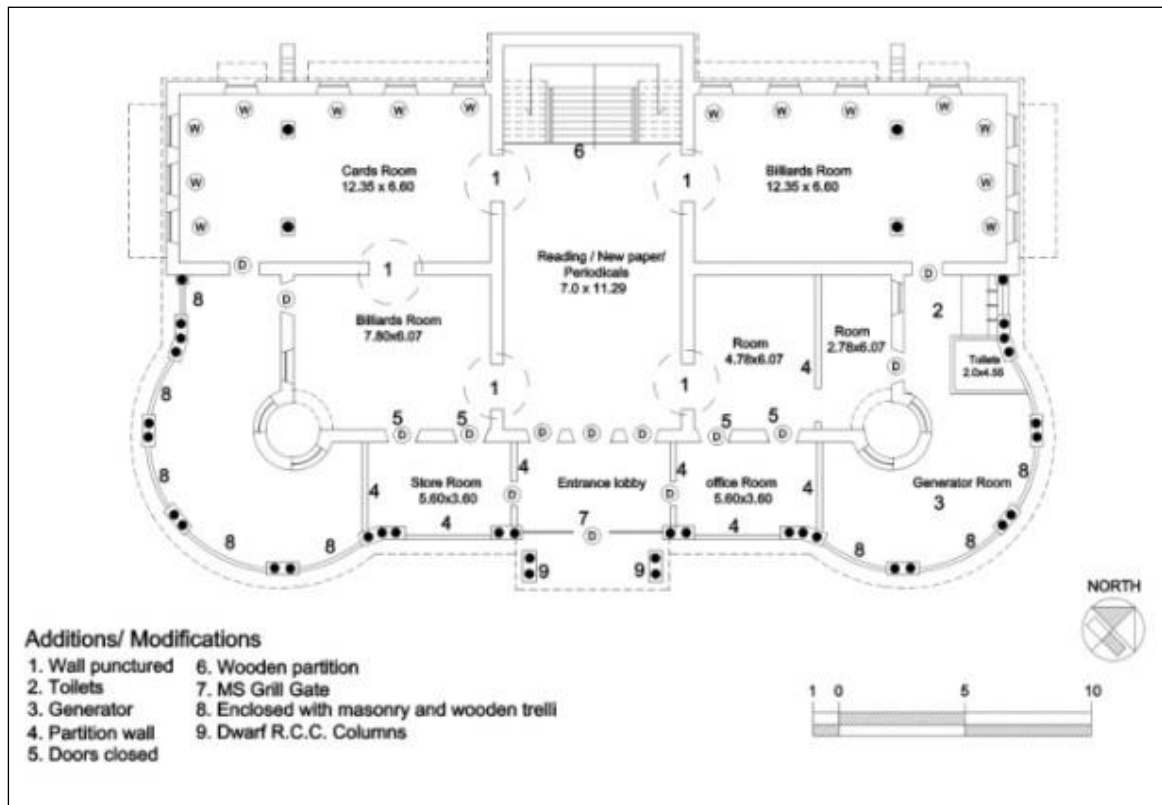 W W W W
W W W W
W W
6
Cards Room
12.35 x 6.60
1
1
Billiards Room
12.35 x 6.60
W W
W W
D
1
Reading / New paper/
Periodicals
7.0 x 11.29
D
8
D
2
Billiards Room
7.80x6.07
Room
4.78x6.07
Room
2.78x6.07
Toilets
2.0x4.55
4
D
8
1
1
8
5
5
5
5
8
D D D D D D D
8
4
Store Room
5.60x3.60
4
Entrance lobby
4
office Room
5.60x3.60
4
Generator Room
3
8
D
D
8
4
7
D
4
8
8
8
8
9
9
NORTH
Additions/ Modifications
1. Wall punctured
2. Toilets
3. Generator
4. Partition wall
5. Doors closed
6. Wooden partition
7. MS Grill Gate
8. Enclosed with masonry and wooden trelli
9. Dwarf R.C.C. Columns
1 0 5 10